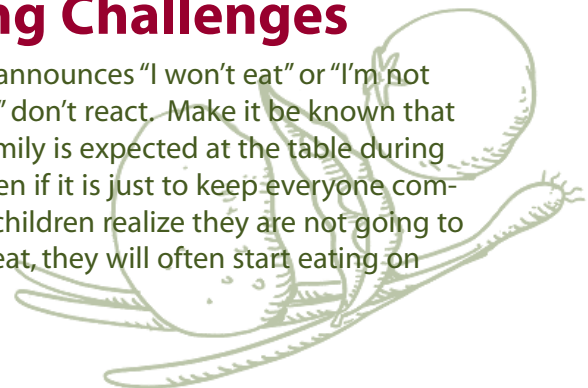 ng Challenges
announces “I won’t eat” or “I’m not
” don’t react.  Make it be known that
mily is expected at the table during
en if it is just to keep everyone com-
children realize they are not going to
eat, they will often start eating on